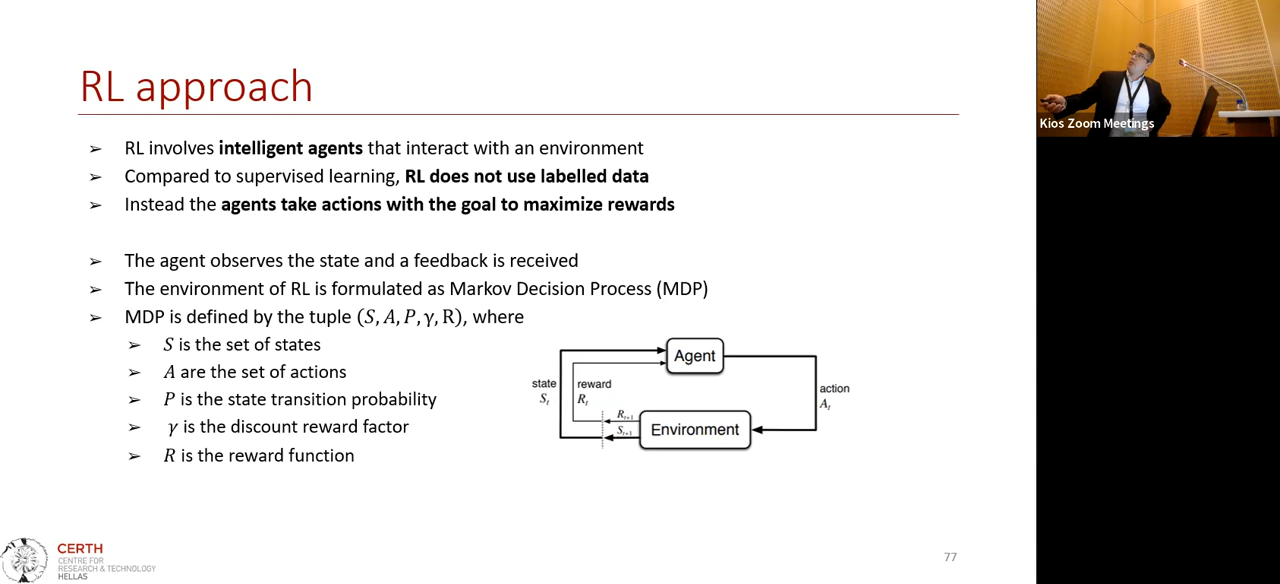 RL approach
➢ RL involves intelligent agents that interact with an environment
➢ Compared to supervised learning, RL does not use labelled data
➢ Instead the agents take actions with the goal to maximize rewards
➢ The agent observes the state and a feedback is received
➢ The environment of RL is formulated as Markov Decision Process (MDP)
➢ MDP is defined by the tuple (S, A, P, γ, R), where
➢ S is the set of states
➢ A are the set of actions
➢ P is the state transition probability
➢ γ is the discount reward factor
➢ R is the reward function
Agent
state
Sₜ
reward
Rₜ
action
Aₜ
Rₜ₊₁
Sₜ₊₁
Environment
CERTH
CENTRE FOR
RESEARCH & TECHNOLOGY
HELLAS
77
Kios Zoom Meetings